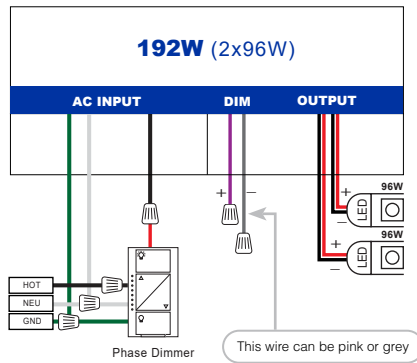 192W (2x96W)
AC INPUT DIM OUTPUT
+ −
+
−
96W
LED
+
−
96W
LED
HOT
NEU
GND
Phase Dimmer
This wire can be pink or grey